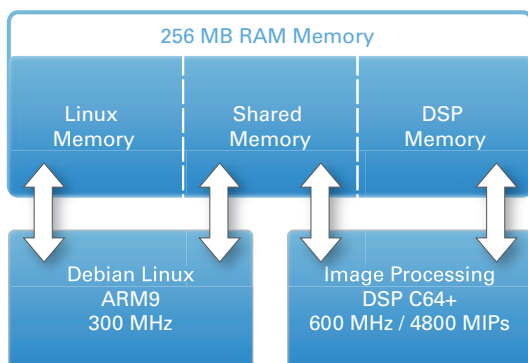 256 MB RAM Memory
Linux
Memory
Shared
Memory
DSP
Memory
Debian Linux
ARM9
300 MHz
Image Processing
DSP C64+
600 MHz / 4800 MIPs